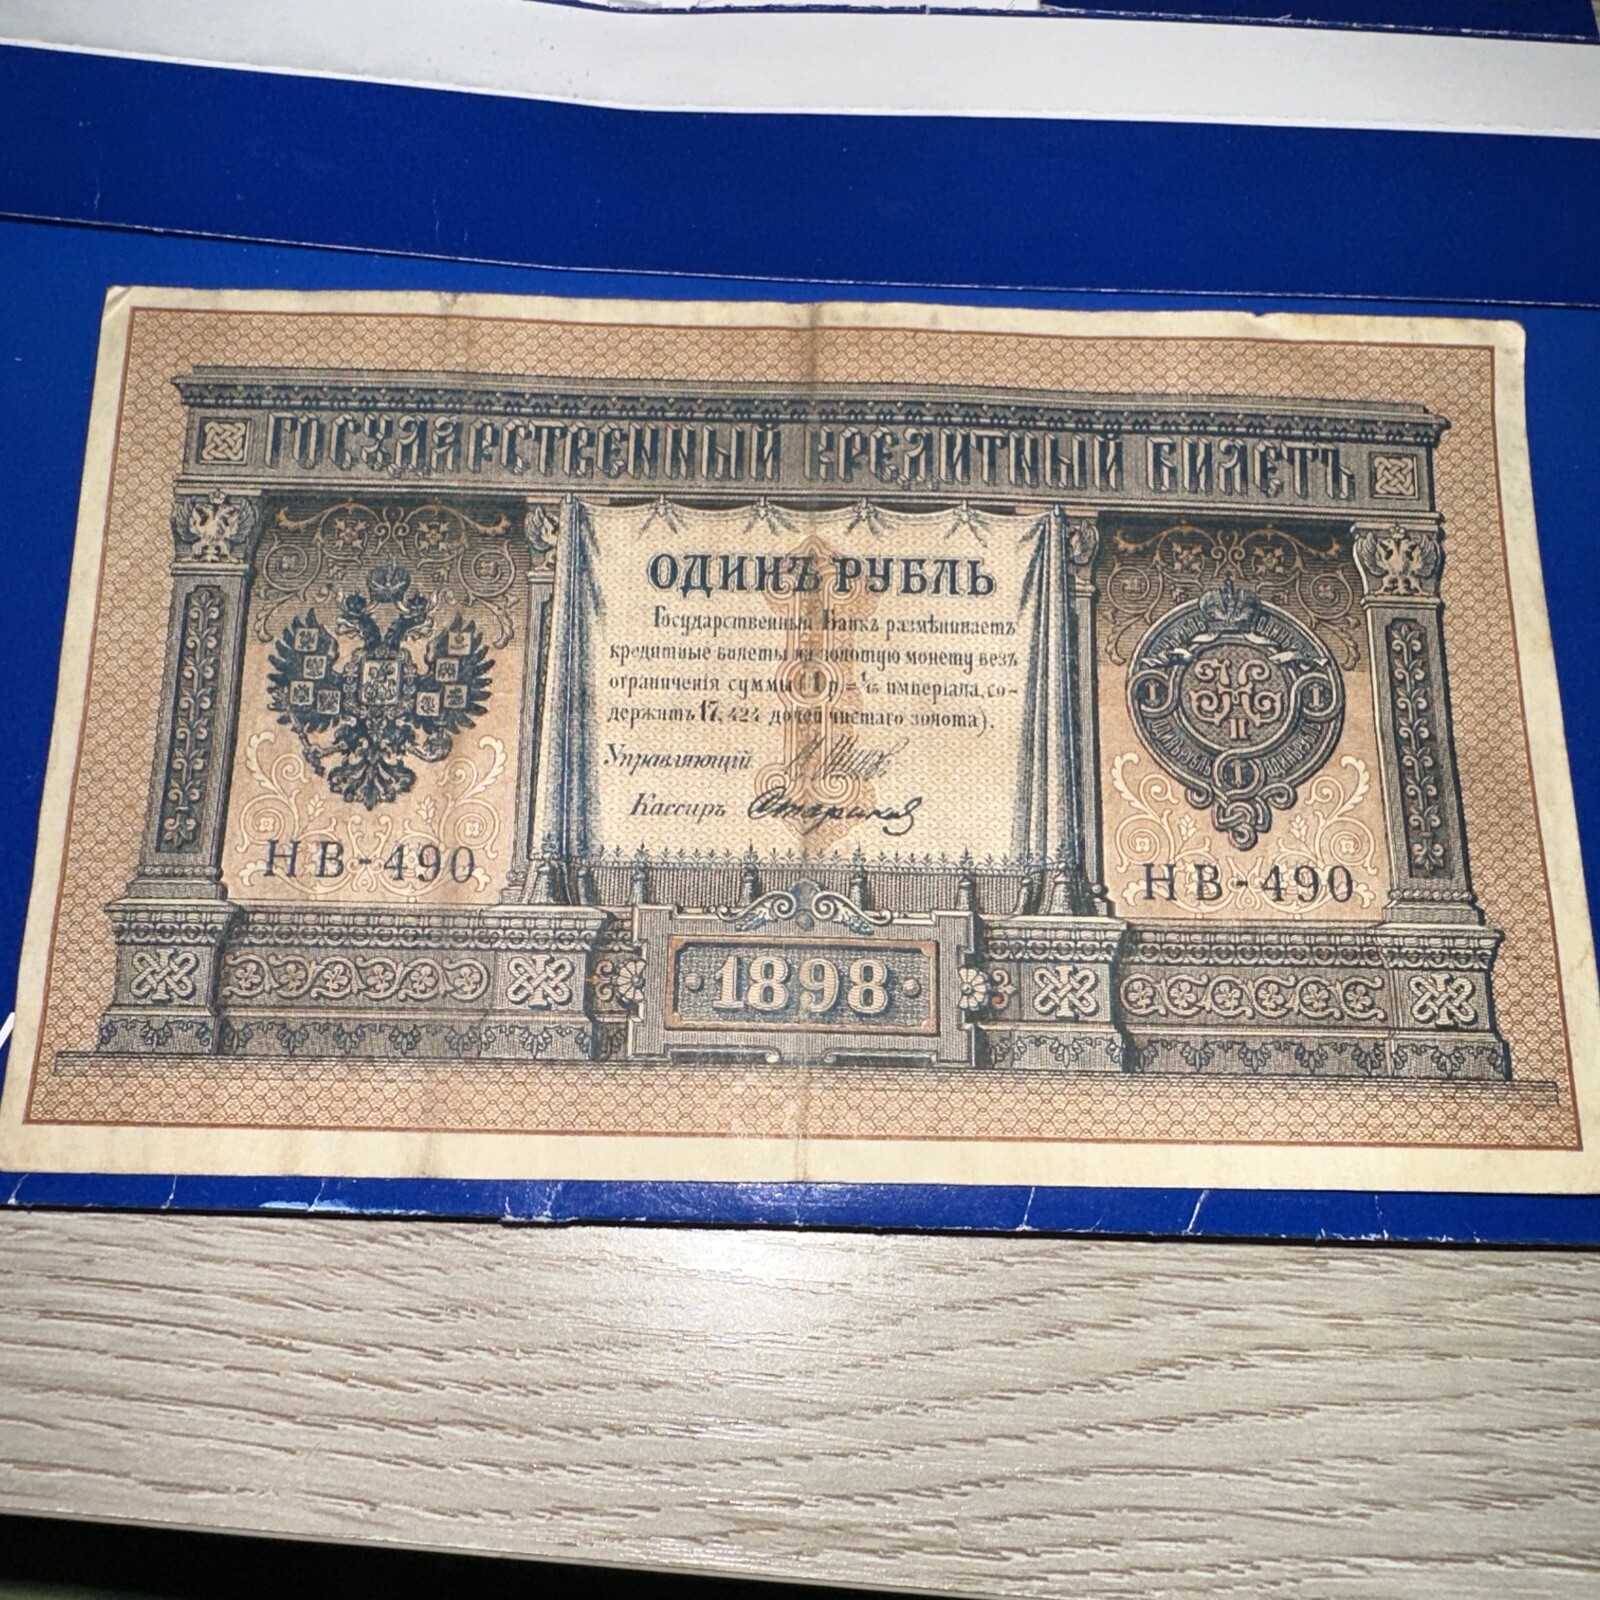 ГОСУДАРСТВЕННЫЙ КРЕДИТНЫЙ БИЛЕТЪ
ОДИНЪ РУБЛЬ
Государственный Банкъ размѣниваетъ
кредитные билеты на золотую монету безъ
ограниченія суммы (1 р.= 1/15 имперіала, со-
держитъ 17,424 долей чистаго золота).
Управляющій
Кассиръ
НВ-490
НВ-490
1898